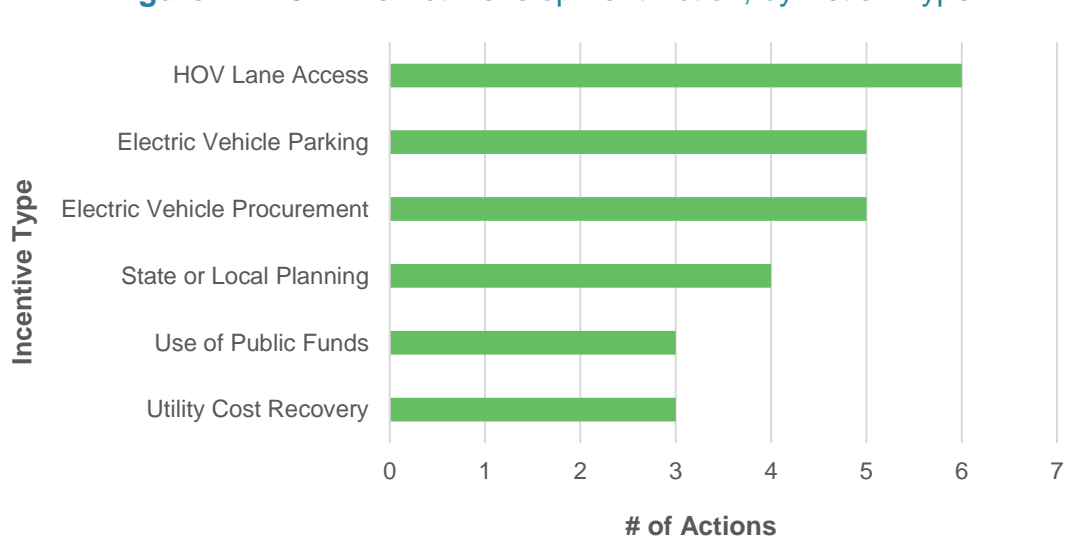 HOV Lane Access
Electric Vehicle Parking
Electric Vehicle Procurement
State or Local Planning
Use of Public Funds
Utility Cost Recovery
Incentive Type
0 1 2 3 4 5 6 7
# of Actions